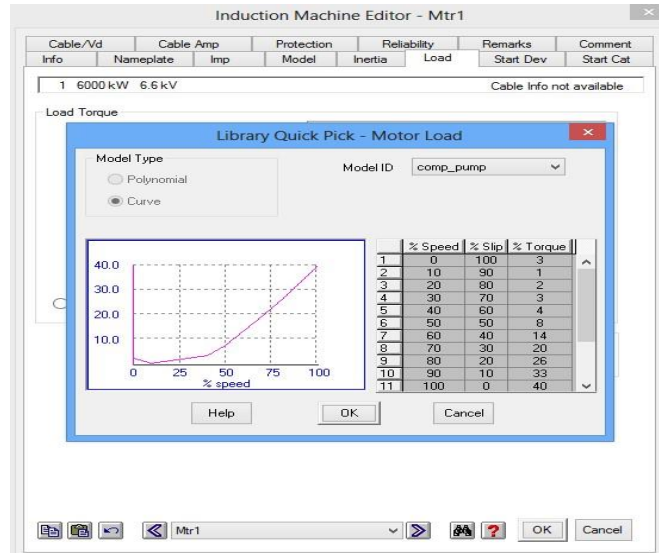 Induction Machine Editor - Mtr1
Cable/Vd Cable Amp Protection Reliability Remarks Comment
Info Nameplate Imp Model Inertia Load Start Dev Start Cat
1 6000 kW 6.6 kV Cable Info not available
Load Torque
Library Quick Pick - Motor Load
Model Type
Polynomial
Curve
Model ID comp_pump
40.0
30.0
20.0
10.0
0 25 50 75 100
% speed
% Speed % Slip % Torque
1 0 100 3
2 10 90 1
3 20 80 2
4 30 70 3
5 40 60 4
6 50 50 8
7 60 40 14
8 70 30 20
9 80 20 26
10 90 10 33
11 100 0 40
Help OK Cancel
Mtr1 OK Cancel